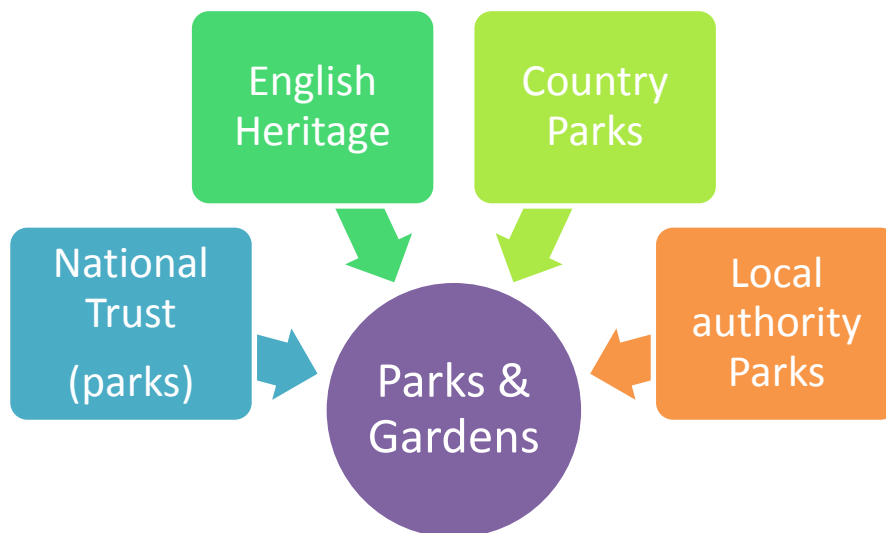 English
Heritage
Country
Parks
National
Trust
(parks)
Local
authority
Parks
Parks &
Gardens